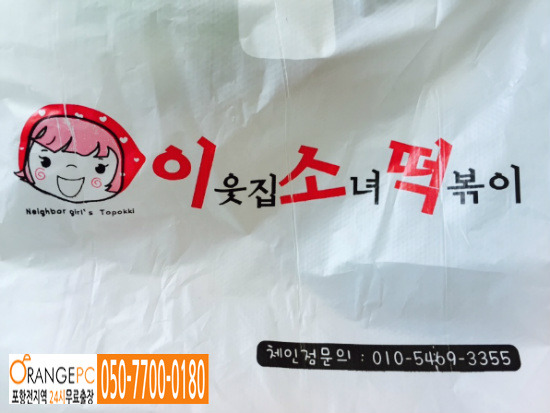 이웃집소녀떡볶이
Neighbor girl's Topokki
체인점문의 : 010-5469-3355
ORANGEPC 050-7700-0180
포항전지역 24시무료출장